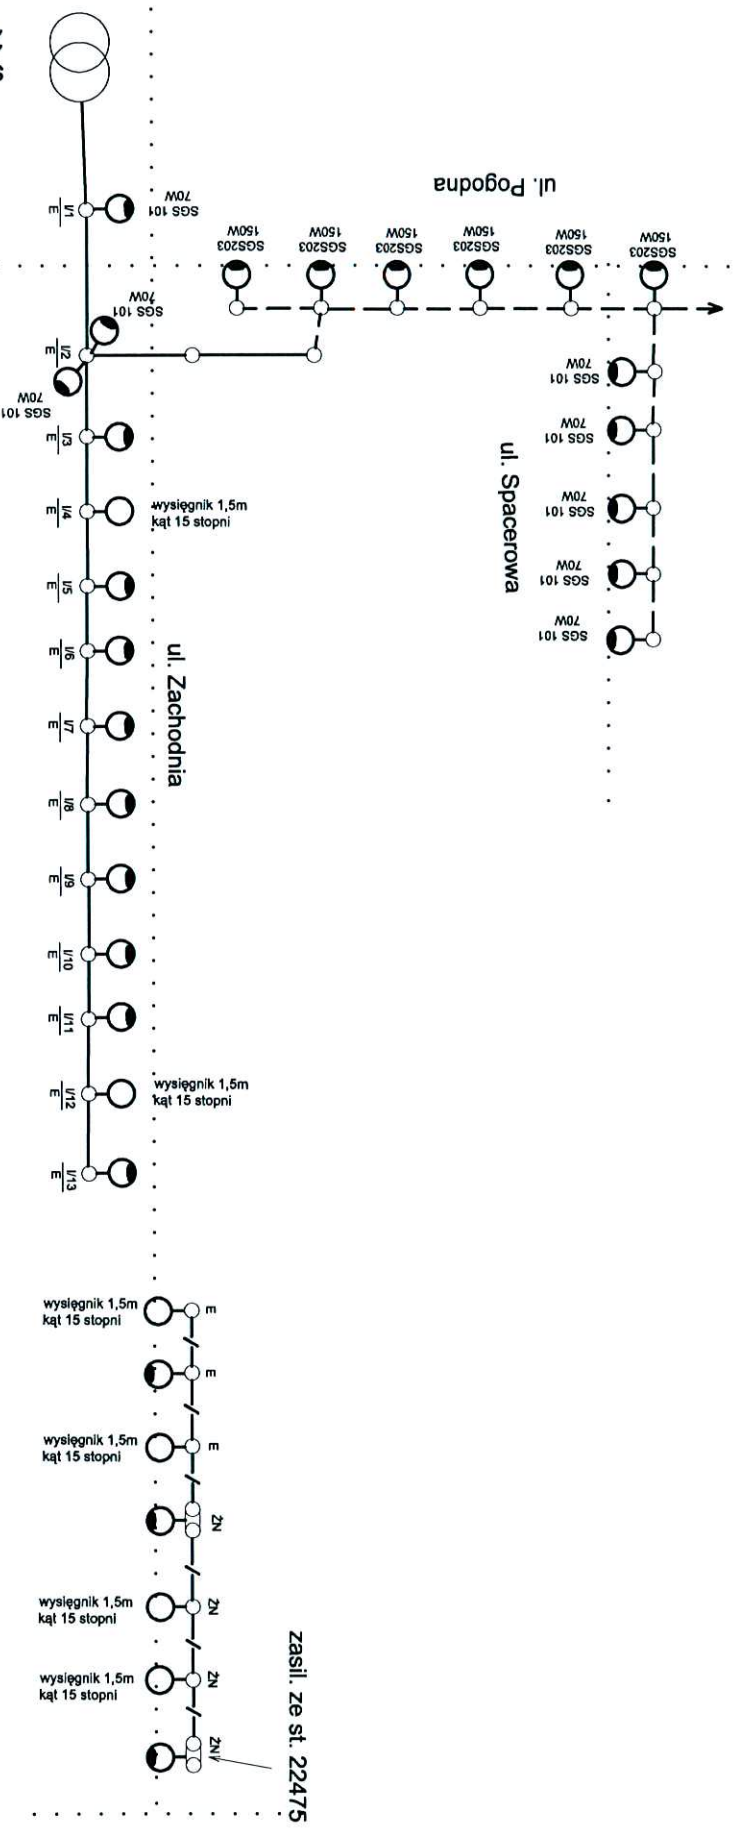 ul. Pogodna
SGS 101
70W
I/1
E
SGS203
150W
SGS203
150W
SGS203
150W
SGS203
150W
SGS203
150W
SGS203
150W
SGS 101
70W
I/2
E
SGS 101
70W
SGS 101
70W
SGS 101
70W
SGS 101
70W
SGS 101
70W
SGS 101
70W
ul. Spacerowa
I/3
E
I/4
E
wysięgnik 1,5m
kąt 15 stopni
I/5
E
I/6
E
ul. Zachodnia
I/7
E
I/8
E
I/9
E
I/10
E
I/11
E
I/12
E
wysięgnik 1,5m
kąt 15 stopni
I/13
E
wysięgnik 1,5m
kąt 15 stopni
E
E
wysięgnik 1,5m
kąt 15 stopni
E
ŻN
wysięgnik 1,5m
kąt 15 stopni
ŻN
wysięgnik 1,5m
kąt 15 stopni
ŻN
ŻN
zasil. ze st. 22475